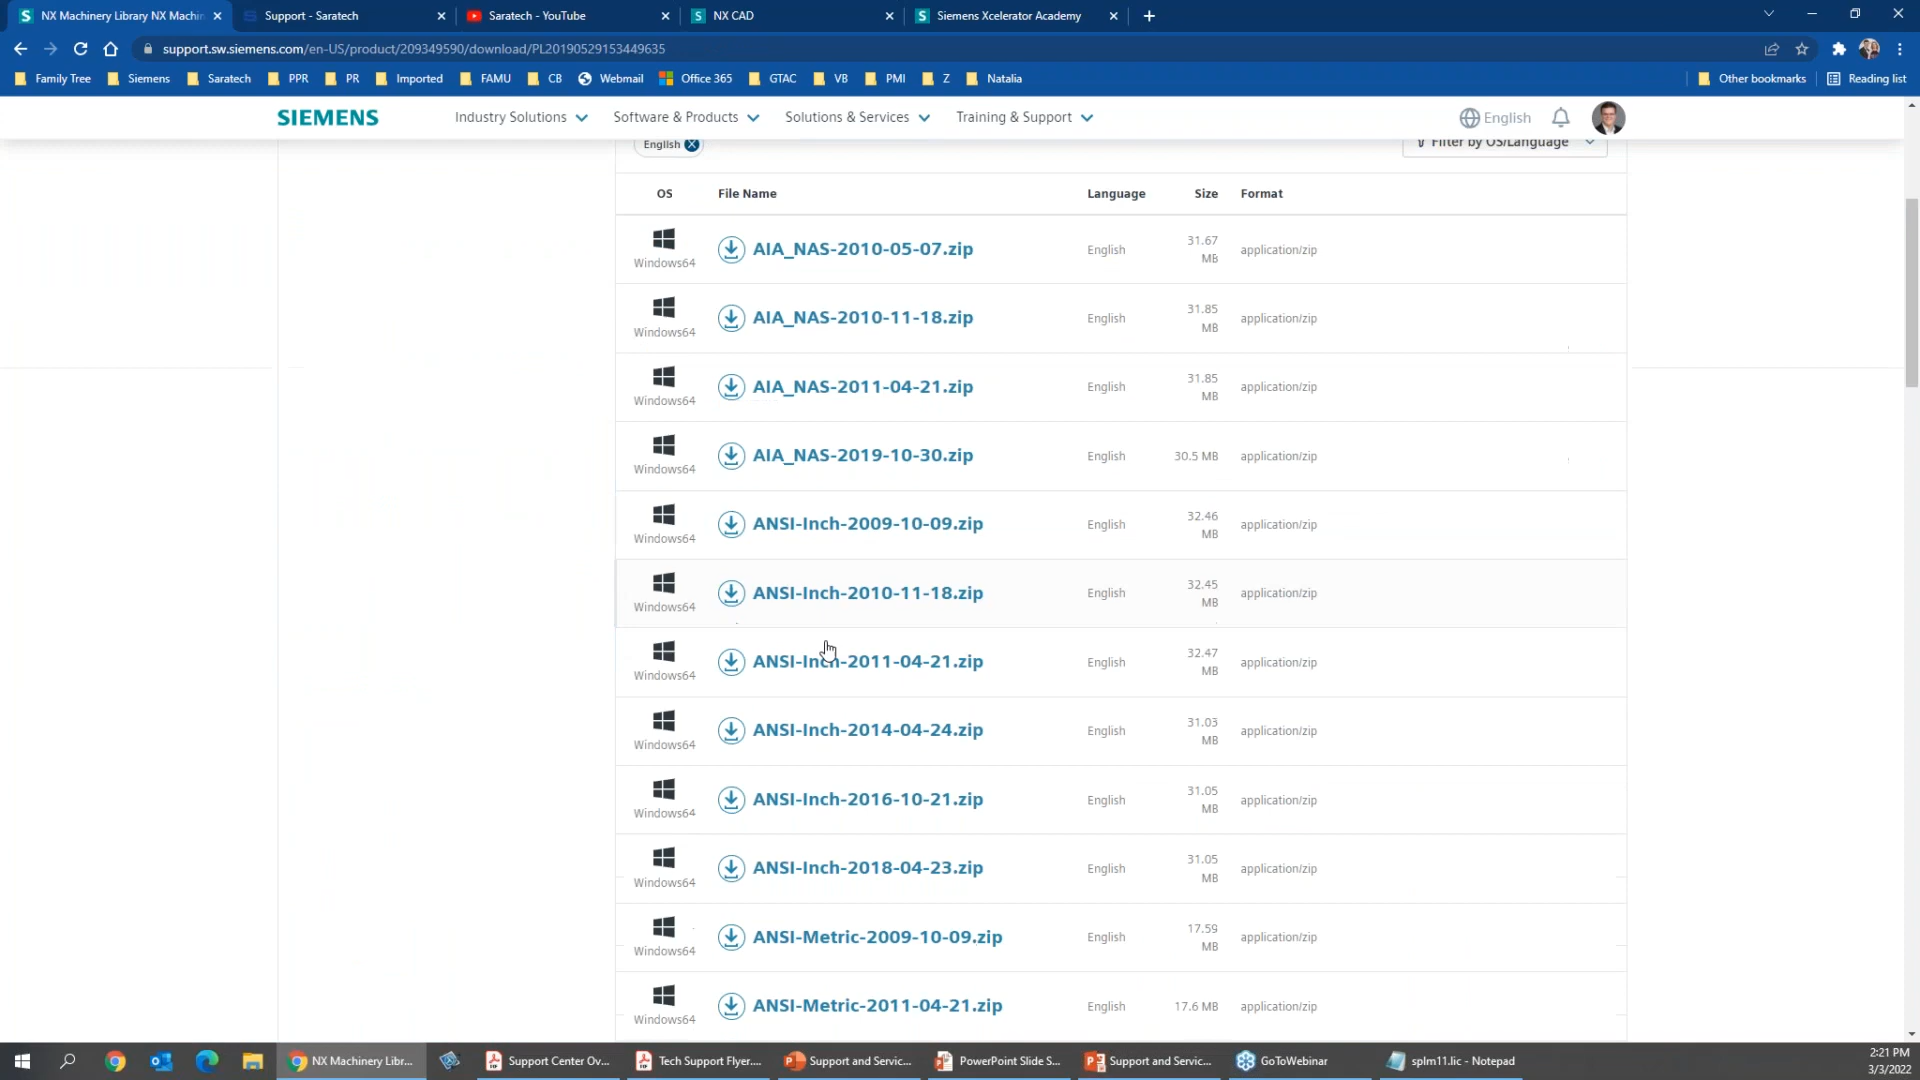 NX Machinery Library NX Machin
Support - Saratech
Saratech - YouTube
NX CAD
Siemens Xcelerator Academy
support.sw.siemens.com/en-US/product/209349590/download/PL20190529153449635
Family Tree
Siemens
Saratech
PPR
PR
Imported
FAMU
CB
Webmail
Office 365
GTAC
VB
PMI
Z
Natalia
Other bookmarks
Reading list
SIEMENS
Industry Solutions
Software & Products
Solutions & Services
Training & Support
English
English
Filter by OS/Language
OS File Name Language Size Format
Windows64 AIA_NAS-2010-05-07.zip English 31.67 MB application/zip
Windows64 AIA_NAS-2010-11-18.zip English 31.85 MB application/zip
Windows64 AIA_NAS-2011-04-21.zip English 31.85 MB application/zip
Windows64 AIA_NAS-2019-10-30.zip English 30.5 MB application/zip
Windows64 ANSI-Inch-2009-10-09.zip English 32.46 MB application/zip
Windows64 ANSI-Inch-2010-11-18.zip English 32.45 MB application/zip
Windows64 ANSI-Inch-2011-04-21.zip English 32.47 MB application/zip
Windows64 ANSI-Inch-2014-04-24.zip English 31.03 MB application/zip
Windows64 ANSI-Inch-2016-10-21.zip English 31.05 MB application/zip
Windows64 ANSI-Inch-2018-04-23.zip English 31.05 MB application/zip
Windows64 ANSI-Metric-2009-10-09.zip English 17.59 MB application/zip
Windows64 ANSI-Metric-2011-04-21.zip English 17.6 MB application/zip
NX Machinery Libr...
Support Center Ov...
Tech Support Flyer....
Support and Servic...
PowerPoint Slide S...
Support and Servic...
GoToWebinar
splm11.lic - Notepad
2:21 PM
3/3/2022